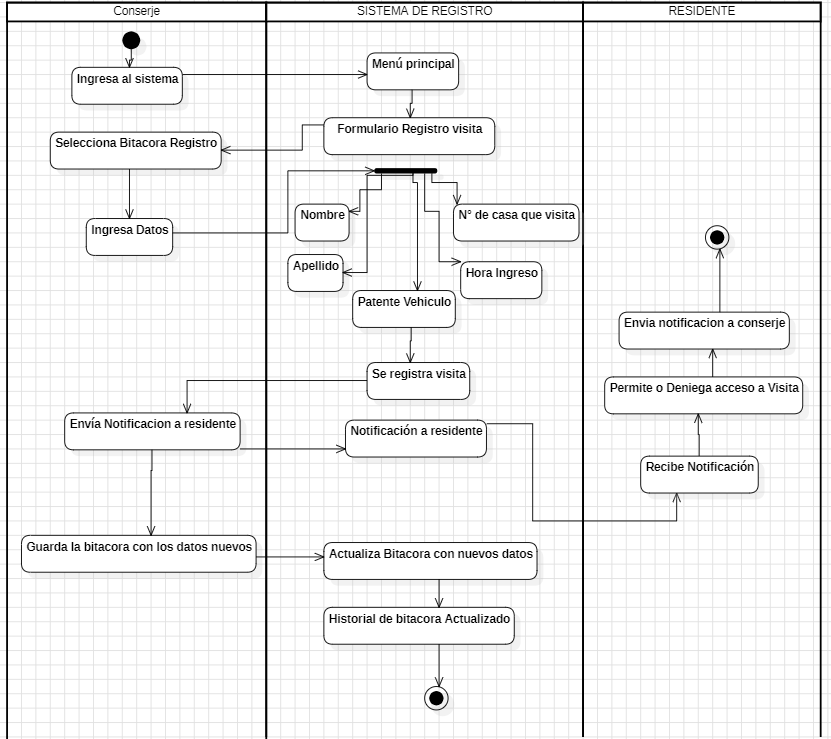 Conserje
SISTEMA DE REGISTRO
RESIDENTE
Ingresa al sistema
Menú principal
Formulario Registro visita
Selecciona Bitacora Registro
Ingresa Datos
Nombre
N° de casa que visita
Apellido
Hora Ingreso
Patente Vehiculo
Se registra visita
Envía Notificacion a residente
Notificación a residente
Recibe Notificación
Permite o Deniega acceso a Visita
Envia notificacion a conserje
Guarda la bitacora con los datos nuevos
Actualiza Bitacora con nuevos datos
Historial de bitacora Actualizado